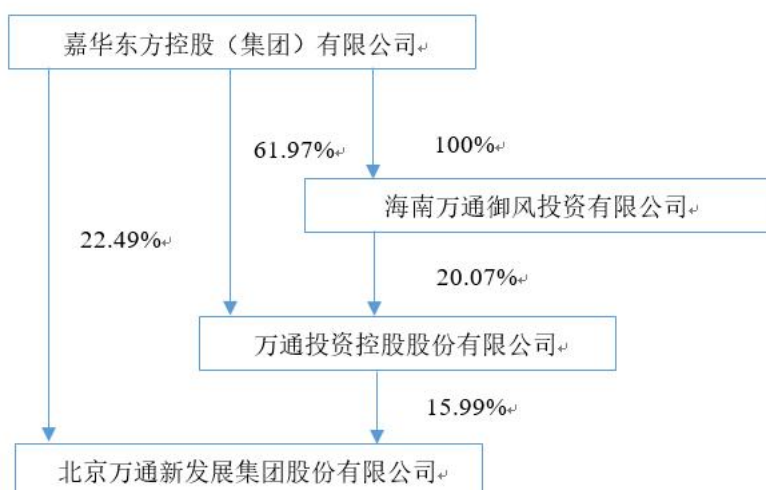 嘉华东方控股（集团）有限公司
61.97%
100%
海南万通御风投资有限公司
22.49%
20.07%
万通投资控股股份有限公司
15.99%
北京万通新发展集团股份有限公司